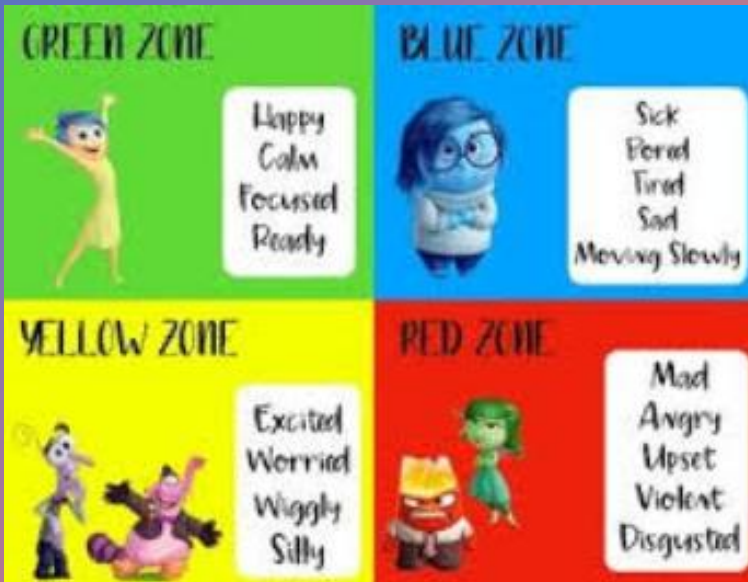 GREEN ZONE
Happy
Calm
Focused
Ready
BLUE ZONE
Sick
Bored
Tired
Sad
Moving Slowly
YELLOW ZONE
Excited
Worried
Wiggly
Silly
RED ZONE
Mad
Angry
Upset
Violent
Disgusted